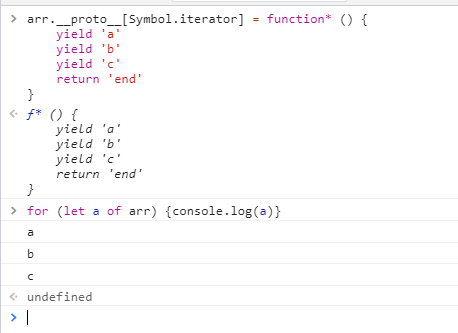 > arr.__proto__[Symbol.iterator] = function* () {
    yield 'a'
    yield 'b'
    yield 'c'
    return 'end'
}
f* () {
    yield 'a'
    yield 'b'
    yield 'c'
    return 'end'
}
> for (let a of arr) {console.log(a)}
a
b
c
undefined
>